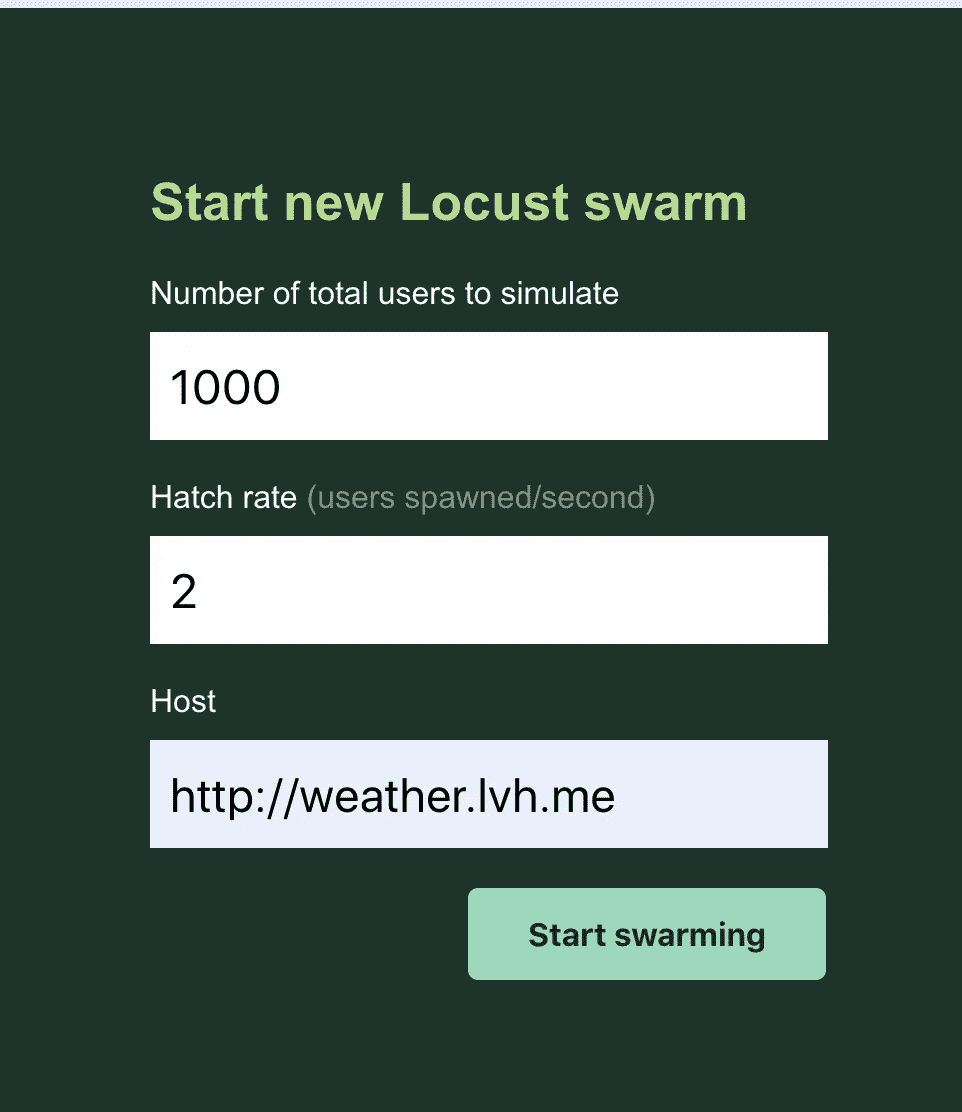 Start new Locust swarm
Number of total users to simulate
1000
Hatch rate (users spawned/second)
2
Host
http://weather.lvh.me
Start swarming